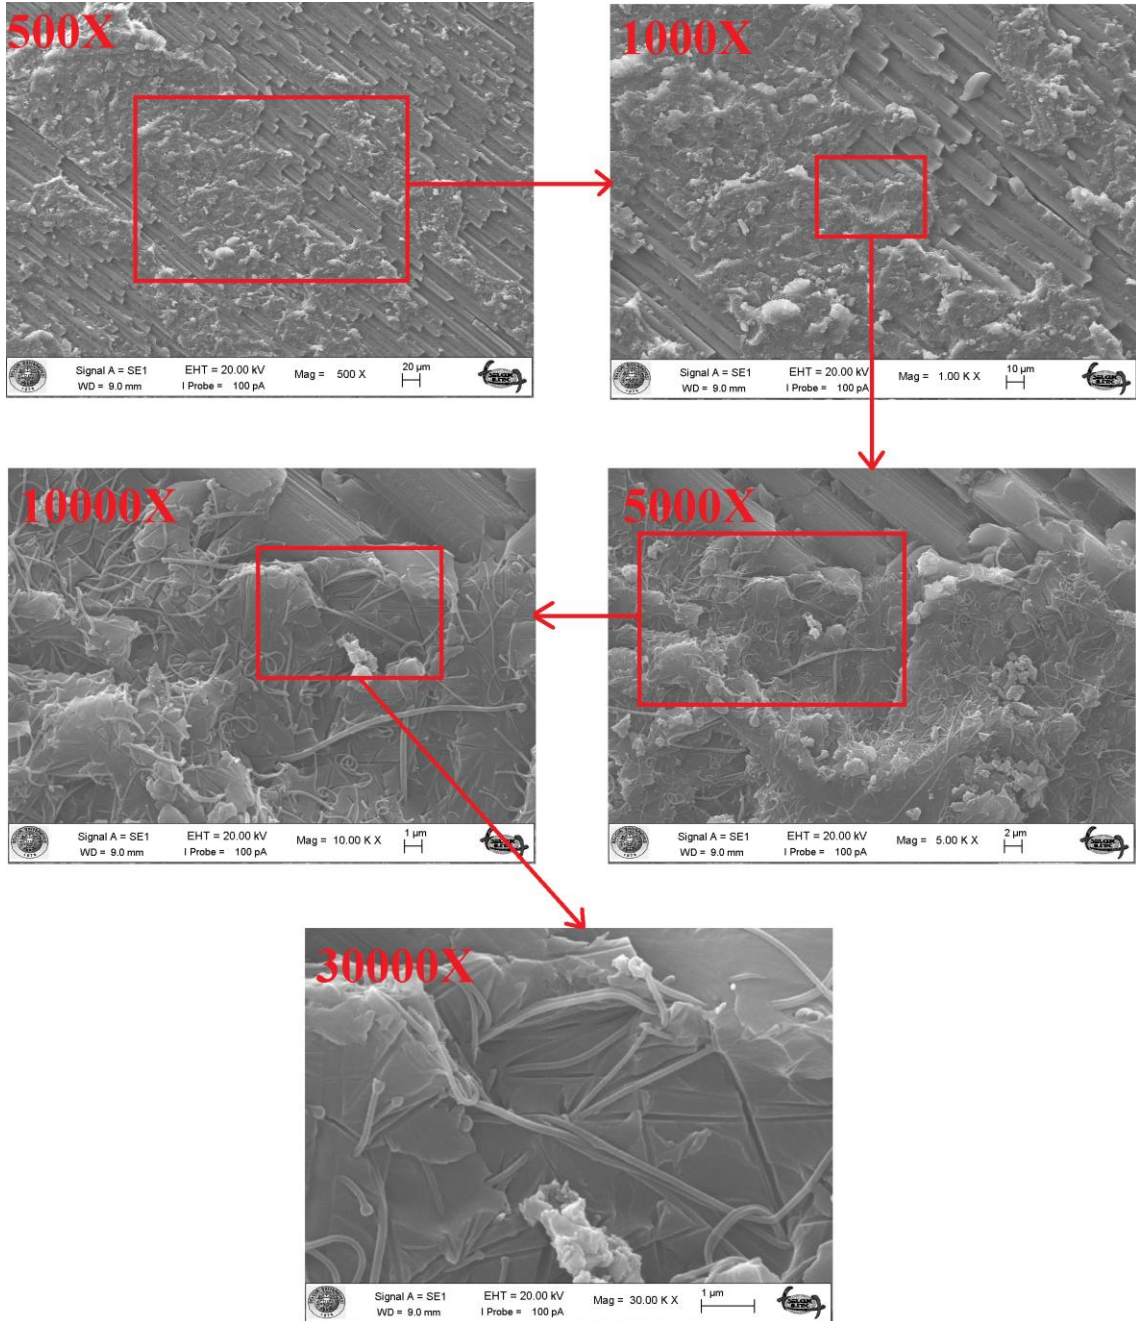 500X
Signal A = SE1 EHT = 20.00 kV Mag = 500 X 20 µm
WD = 9.0 mm I Probe = 100 pA
1000X
Signal A = SE1 EHT = 20.00 kV Mag = 1.00 K X 10 µm
WD = 9.0 mm I Probe = 100 pA
10000X
Signal A = SE1 EHT = 20.00 kV Mag = 10.00 K X 1 µm
WD = 9.0 mm I Probe = 100 pA
5000X
Signal A = SE1 EHT = 20.00 kV Mag = 5.00 K X 2 µm
WD = 9.0 mm I Probe = 100 pA
30000X
Signal A = SE1 EHT = 20.00 kV Mag = 30.00 K X 1 µm
WD = 9.0 mm I Probe = 100 pA